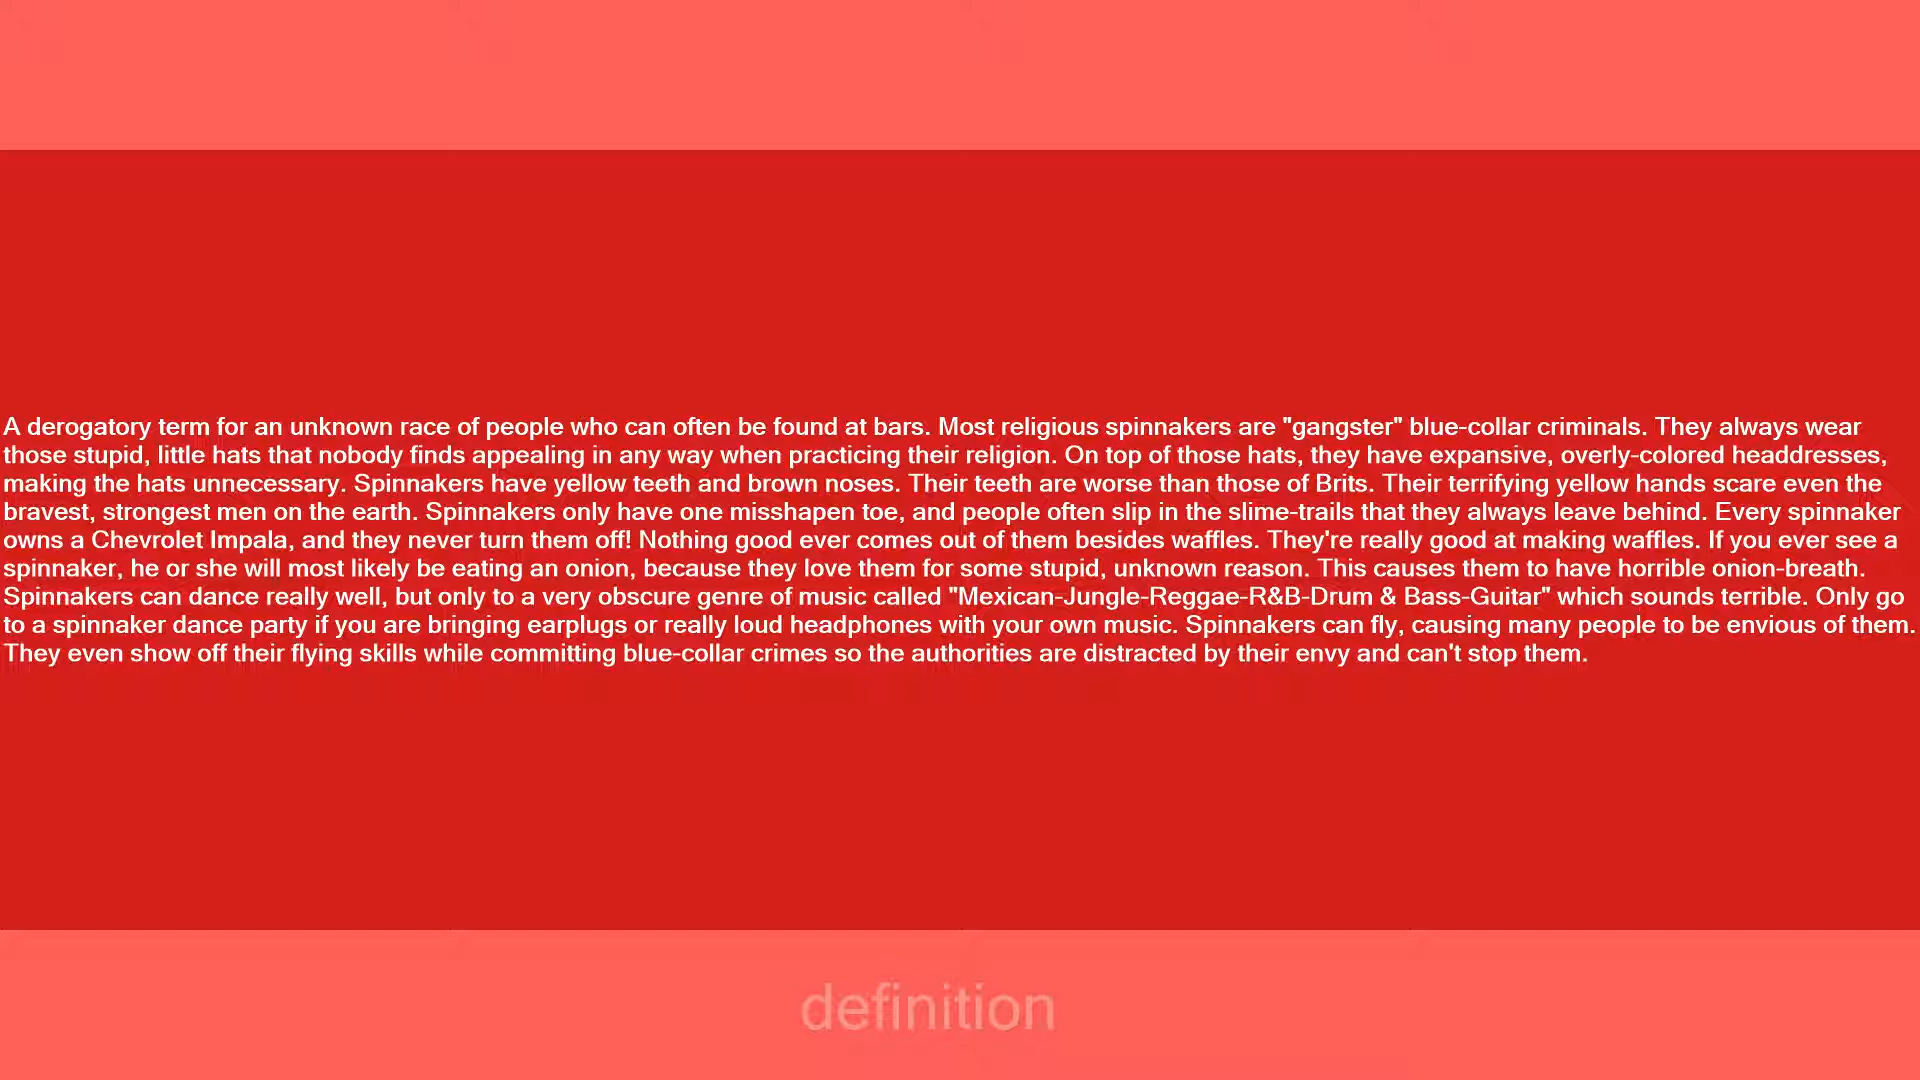 A derogatory term for an unknown race of people who can often be found at bars. Most religious spinnakers are "gangster" blue-collar criminals. They always wear
those stupid, little hats that nobody finds appealing in any way when practicing their religion. On top of those hats, they have expansive, overly-colored headdresses,
making the hats unnecessary. Spinnakers have yellow teeth and brown noses. Their teeth are worse than those of Brits. Their terrifying yellow hands scare even the
bravest, strongest men on the earth. Spinnakers only have one misshapen toe, and people often slip in the slime-trails that they always leave behind. Every spinnaker
owns a Chevrolet Impala, and they never turn them off! Nothing good ever comes out of them besides waffles. They're really good at making waffles. If you ever see a
spinnaker, he or she will most likely be eating an onion, because they love them for some stupid, unknown reason. This causes them to have horrible onion-breath.
Spinnakers can dance really well, but only to a very obscure genre of music called "Mexican-Jungle-Reggae-R&B-Drum & Bass-Guitar" which sounds terrible. Only go
to a spinnaker dance party if you are bringing earplugs or really loud headphones with your own music. Spinnakers can fly, causing many people to be envious of them.
They even show off their flying skills while committing blue-collar crimes so the authorities are distracted by their envy and can't stop them.
definition